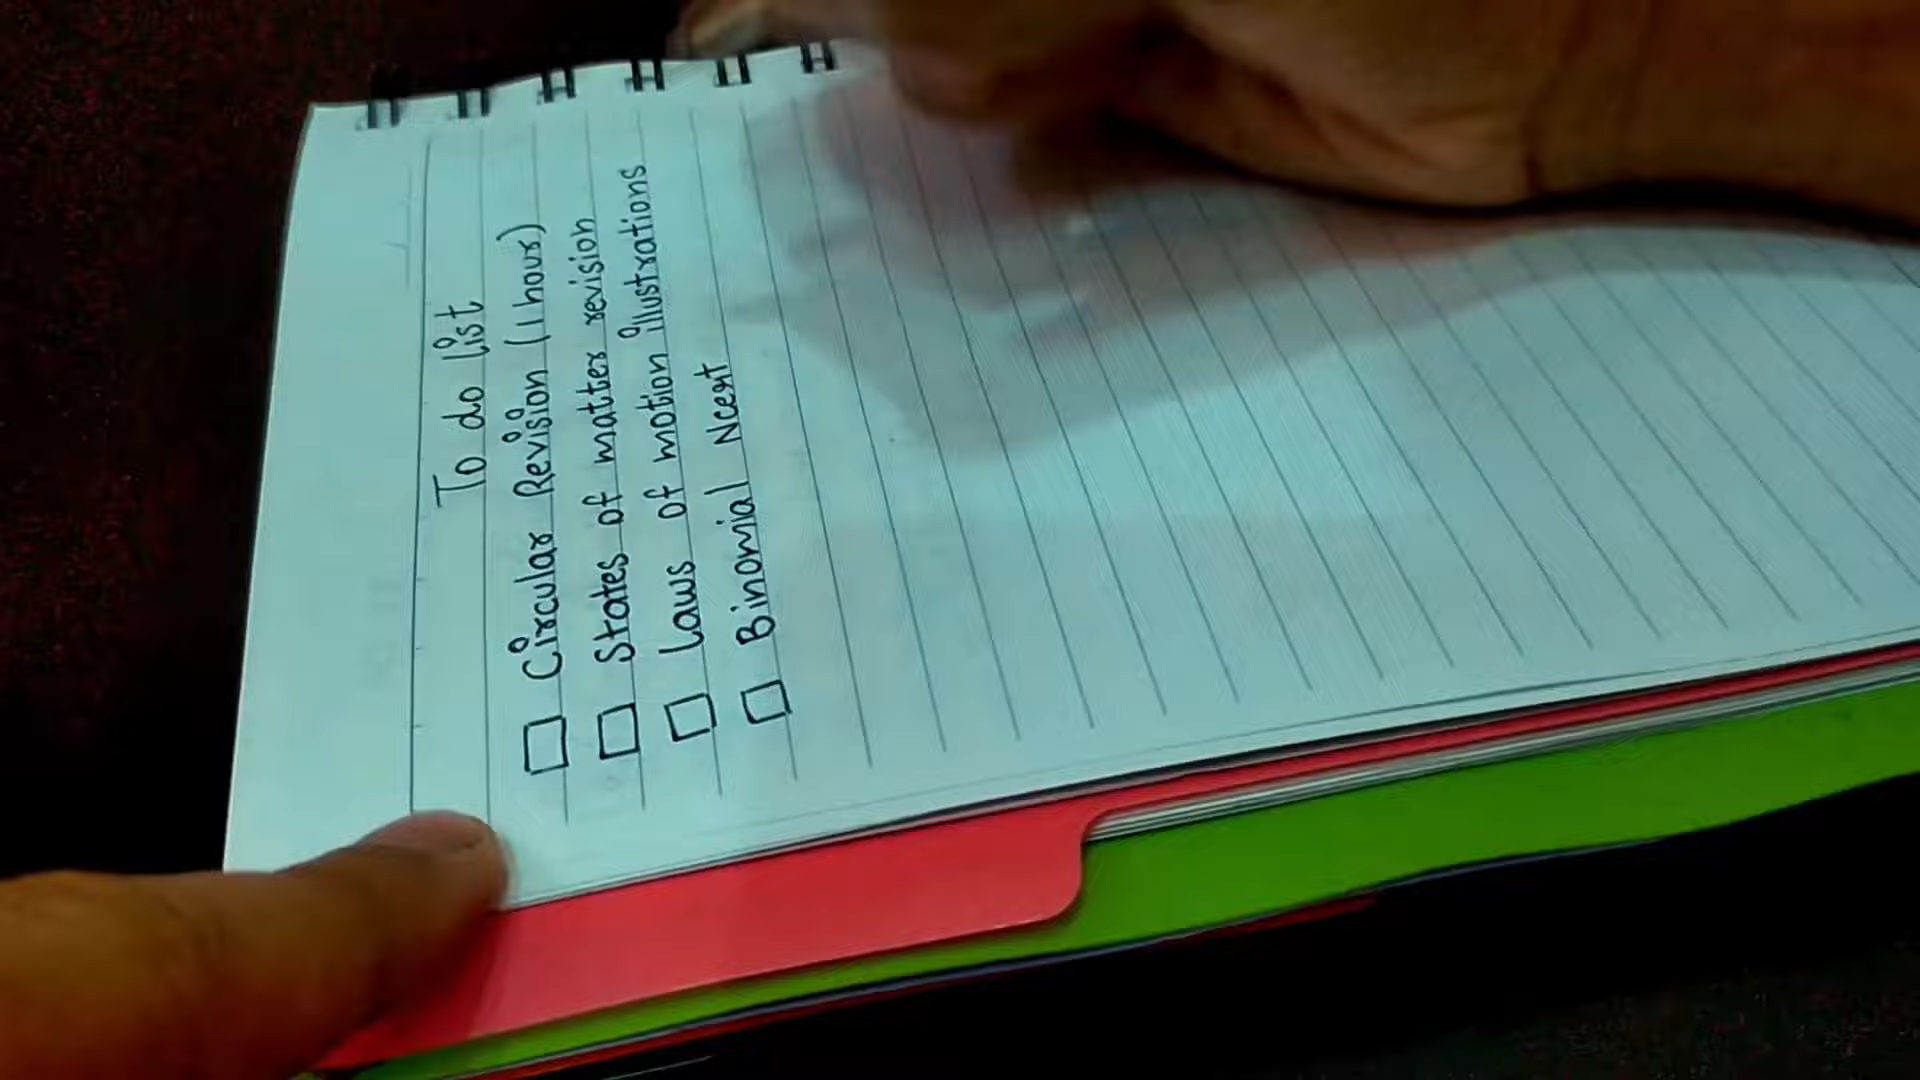 To do list
Circular Revision (1 hour)
States of matter revision
Laws of motion illustrations
Binomial Ncert